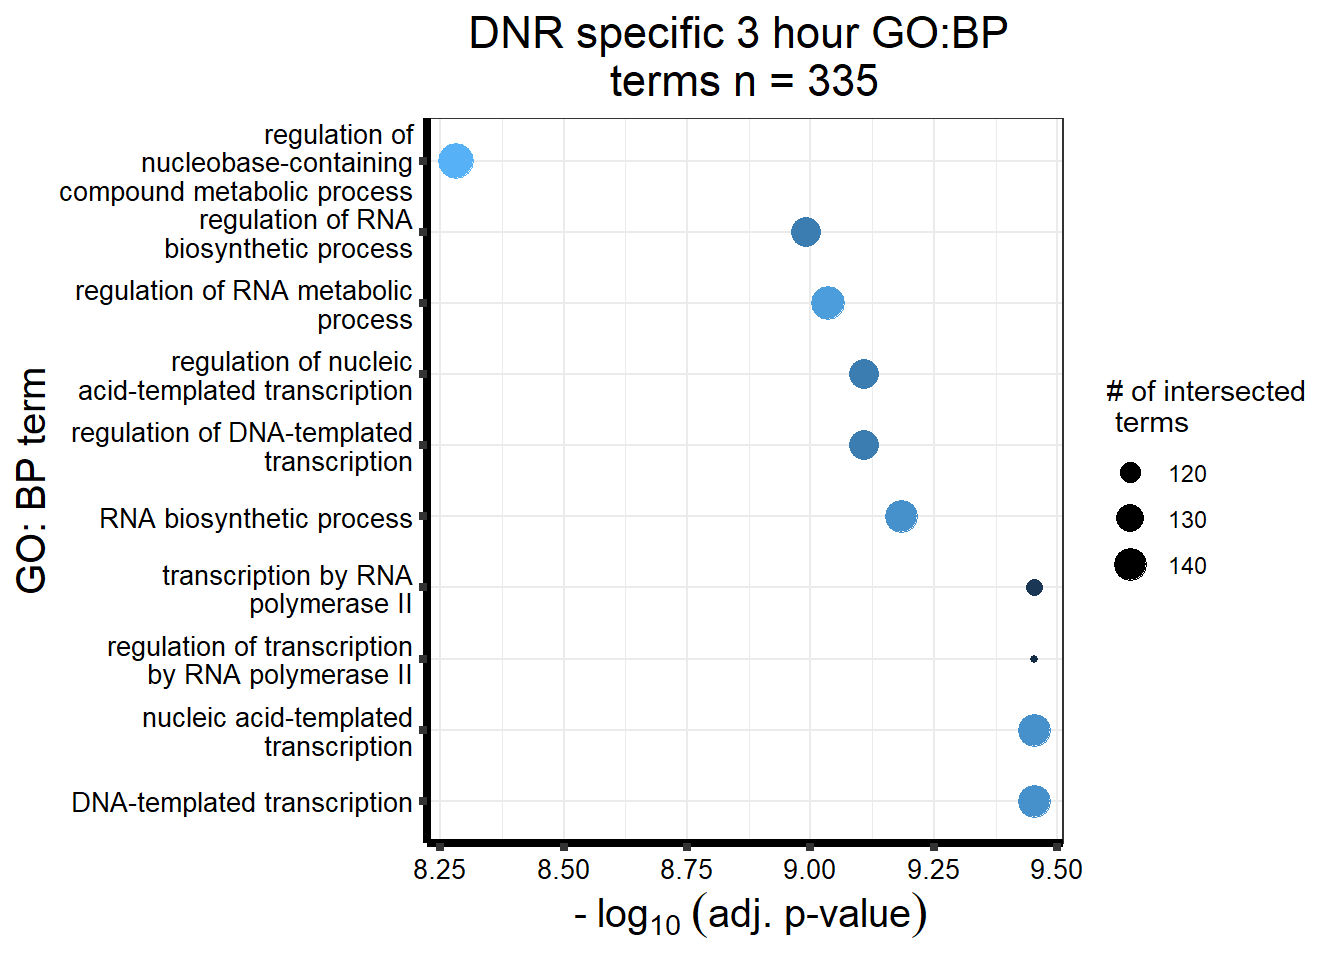 DNR specific 3 hour GO:BP
terms n = 335
GO: BP term
regulation of
nucleobase-containing
compound metabolic process
regulation of RNA
biosynthetic process
regulation of RNA metabolic
process
regulation of nucleic
acid-templated transcription
regulation of DNA-templated
transcription
RNA biosynthetic process
transcription by RNA
polymerase II
regulation of transcription
by RNA polymerase II
nucleic acid-templated
transcription
DNA-templated transcription
8.25 8.50 8.75 9.00 9.25 9.50
- log10 (adj. p-value)
# of intersected
terms
120
130
140